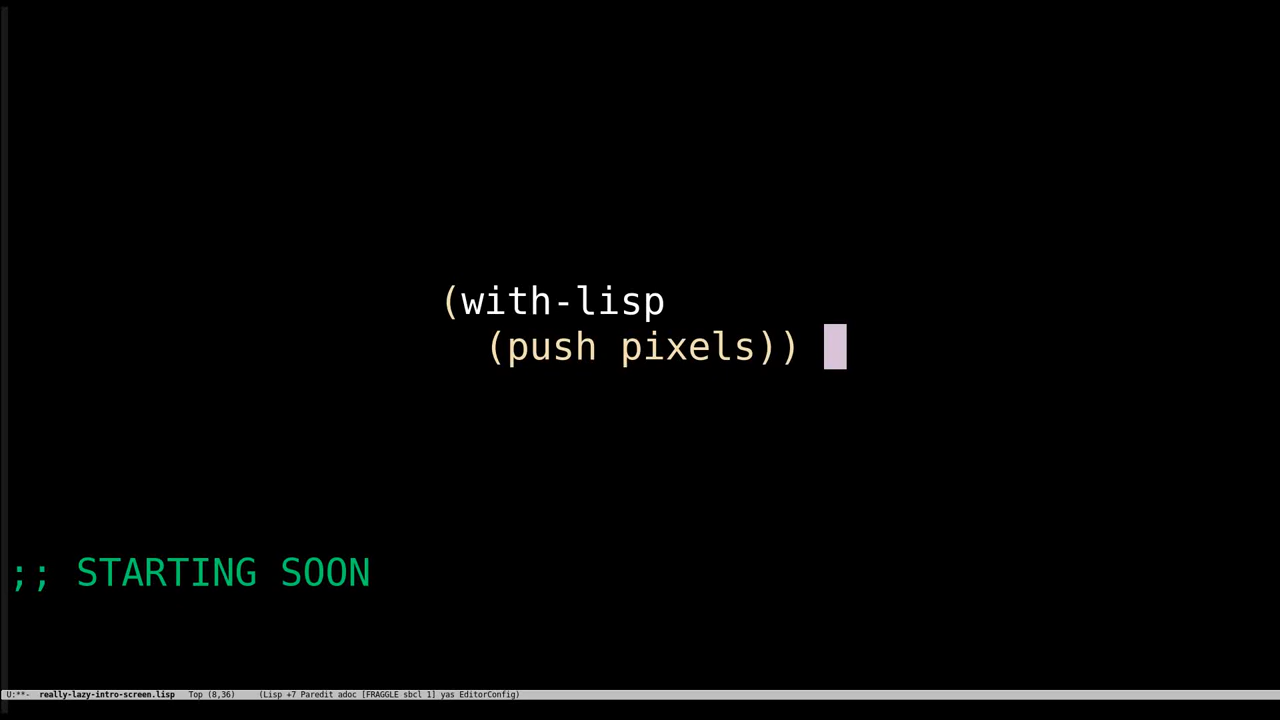 (with-lisp
(push pixels))
;; STARTING SOON
U:**- really-lazy-intro-screen.lisp Top (8,36) (Lisp +7 Paredit adoc [FRAGGLE sbcl 1] yas EditorConfig)